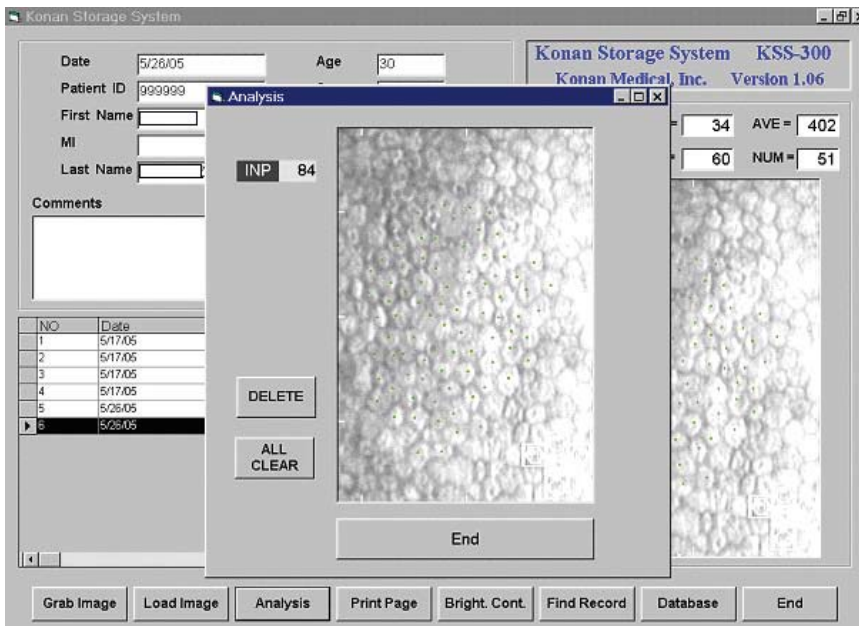 Konan Storage System
Date 5/26/05 Age 30
Patient ID 999999
First Name
MI
Last Name
Comments
Konan Storage System KSS-300
Konan Medical, Inc. Version 1.06
= 34 AVE = 402
= 60 NUM = 51
Analysis
INP 84
DELETE
ALL
CLEAR
End
NO Date
1 5/17/05
2 5/17/05
3 5/17/05
4 5/17/05
5 5/26/05
6 5/26/05
Grab Image Load Image Analysis Print Page Bright. Cont. Find Record Database End